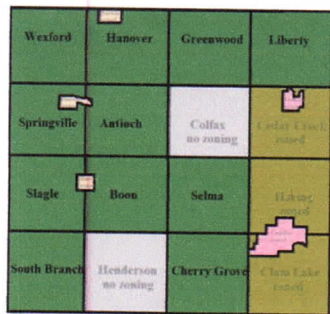 Wexford Hanover Greenwood Liberty
Springville Antioch Colfax
no zoning Cedar Creek
zoned
Slagle Boon Selma Haring
zoned
South Branch Henderson
no zoning Cherry Grove Clam Lake
zoned